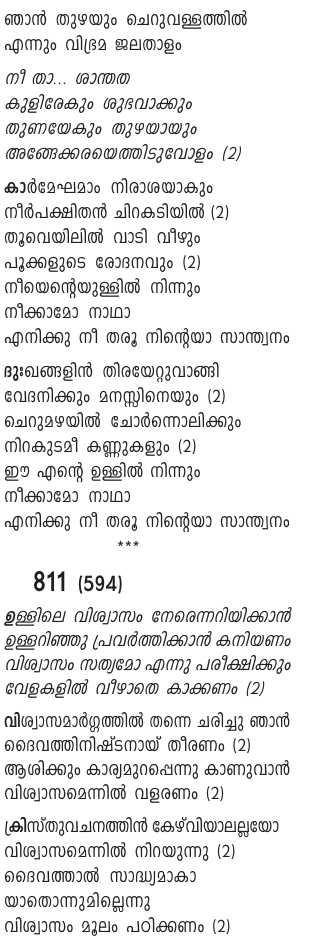 ഞാൻ തുഴയും ചെറുവള്ളത്തിൽ
എന്നും വിഭ്രമ ജലതാളം
നീ താ... ശാന്തത
കുളിരേകും ശുഭവാക്കും
തുണയേകും തുഴയായും
അങ്ങേക്കരയെത്തിടുവോളം (2)
കാർമേഘമാം നിരാശയാകും
നീർപക്ഷിതൻ ചിറകടിയിൽ (2)
തൂവെയിലിൽ വാടി വീഴും
പൂക്കളുടെ രോദനവും (2)
നീയെന്റെയുള്ളിൽ നിന്നും
നീക്കാമോ നാഥാ
എനിക്കു നീ തരൂ നിന്റെയാ സാന്ത്വനം
ദുഃഖങ്ങളിൻ തിരയേറ്റുവാങ്ങി
വേദനിക്കും മനസ്സിനെയും (2)
ചെറുമഴയിൽ ചോർന്നൊലിക്കും
നിറകുടമീ കണ്ണുകളും (2)
ഈ എന്റെ ഉള്ളിൽ നിന്നും
നീക്കാമോ നാഥാ
എനിക്കു നീ തരൂ നിന്റെയാ സാന്ത്വനം
***
811 (594)
ഉള്ളിലെ വിശ്വാസം നേരെന്നറിയിക്കാൻ
ഉള്ളറിഞ്ഞു പ്രവർത്തിക്കാൻ കനിയണം
വിശ്വാസം സത്യമോ എന്നു പരീക്ഷിക്കും
വേളകളിൽ വീഴാതെ കാക്കണം (2)
വിശ്വാസമാർഗ്ഗത്തിൽ തന്നെ ചരിച്ചു ഞാൻ
ദൈവത്തിനിഷ്ടനായ് തീരണം (2)
ആശിക്കും കാര്യമുറപ്പെന്നു കാണുവാൻ
വിശ്വാസമെന്നിൽ വളരണം (2)
ക്രിസ്തുവചനത്തിൻ കേഴ്‌വിയാലല്ലയോ
വിശ്വാസമെന്നിൽ നിറയുന്നു (2)
ദൈവത്താൽ സാദ്ധ്യമാകാ
യാതൊന്നുമില്ലെന്നു
വിശ്വാസം മൂലം പഠിക്കണം (2)